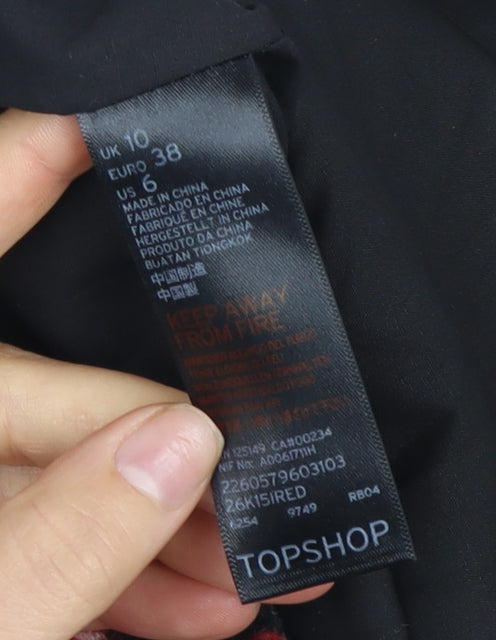 UK 10
EURO 38
US 6
MADE IN CHINA
FABRICADO EN CHINA
FABRIQUÉ EN CHINE
HERGESTELLT IN CHINA
PRODUTO DA CHINA
BUATAN TIONGKOK
中国制造
中国製
KEEP AWAY
FROM FIRE
125149 CA#00234
NIF Nº: A0617111H
2260579603103
26K15IRED
6254 9749 RB04
TOPSHOP